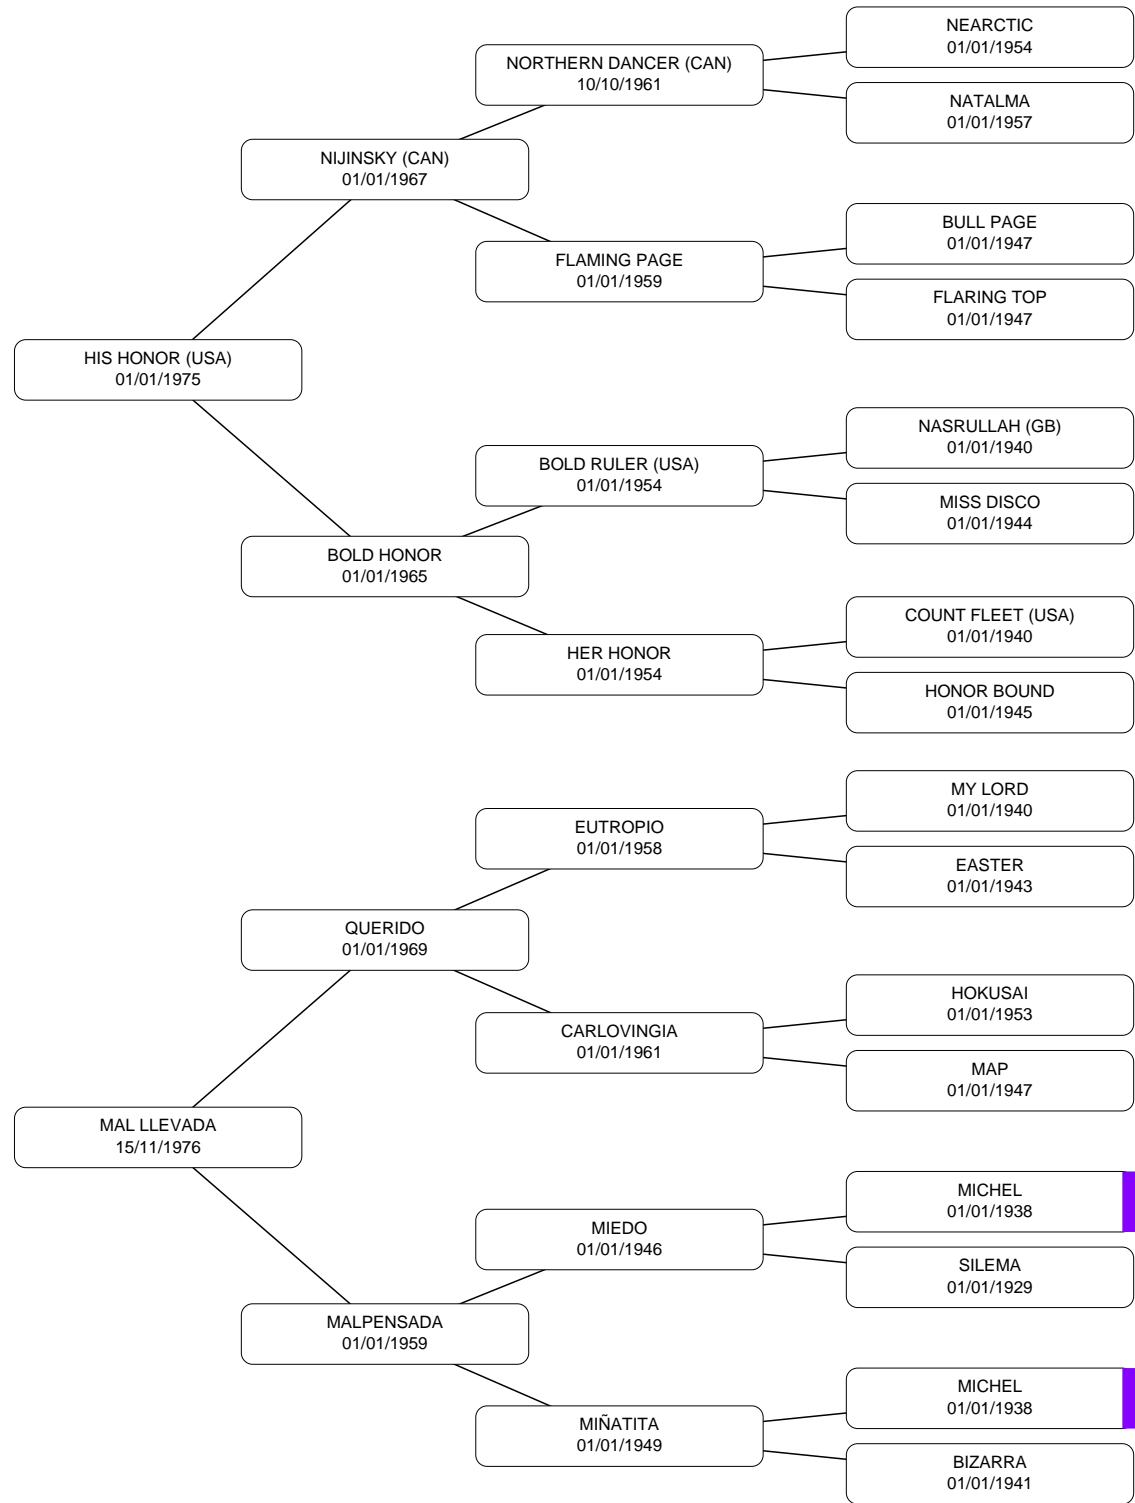 NEARCTIC
01/01/1954
NORTHERN DANCER (CAN)
10/10/1961
NATALMA
01/01/1957
NIJINSKY (CAN)
01/01/1967
BULL PAGE
01/01/1947
FLAMING PAGE
01/01/1959
FLARING TOP
01/01/1947
HIS HONOR (USA)
01/01/1975
NASRULLAH (GB)
01/01/1940
BOLD RULER (USA)
01/01/1954
MISS DISCO
01/01/1944
BOLD HONOR
01/01/1965
COUNT FLEET (USA)
01/01/1940
HER HONOR
01/01/1954
HONOR BOUND
01/01/1945
MY LORD
01/01/1940
EUTROPIO
01/01/1958
EASTER
01/01/1943
QUERIDO
01/01/1969
HOKUSAI
01/01/1953
CARLOVINGIA
01/01/1961
MAP
01/01/1947
MAL LLEVADA
15/11/1976
MICHEL
01/01/1938
MIEDO
01/01/1946
SILEMA
01/01/1929
MALPENSADA
01/01/1959
MICHEL
01/01/1938
MIÑATITA
01/01/1949
BIZARRA
01/01/1941